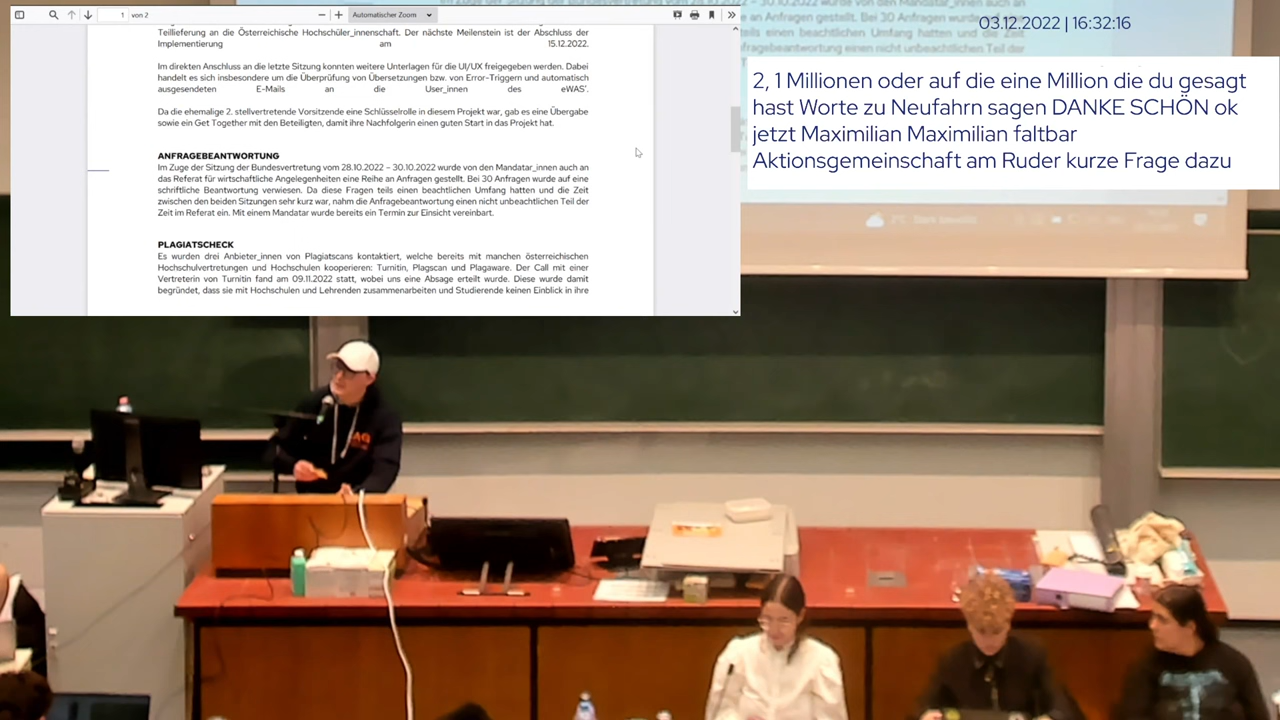 1 von 2
Automatischer Zoom
Teillieferung an die Österreichische Hochschüler_innenschaft. Der nächste Meilenstein ist der Abschluss der
Implementierung am 15.12.2022.
Im direkten Anschluss an die letzte Sitzung konnten weitere Unterlagen für die UI/UX freigegeben werden. Dabei
handelt es sich insbesondere um die Überprüfung von Übersetzungen bzw. von Error-Triggern und automatisch
ausgesendeten E-Mails an die User_innen des eWAS'.
Da die ehemalige 2. stellvertretende Vorsitzende eine Schlüsselrolle in diesem Projekt war, gab es eine Übergabe
sowie ein Get Together mit den Beteiligten, damit ihre Nachfolgerin einen guten Start in das Projekt hat.
ANFRAGEBEANTWORTUNG
Im Zuge der Sitzung der Bundesvertretung vom 28.10.2022 – 30.10.2022 wurde von den Mandatar_innen auch an
das Referat für wirtschaftliche Angelegenheiten eine Reihe an Anfragen gestellt. Bei 30 Anfragen wurde auf eine
schriftliche Beantwortung verwiesen. Da diese Fragen teils einen beachtlichen Umfang hatten und die Zeit
zwischen den beiden Sitzungen sehr kurz war, nahm die Anfragebeantwortung einen nicht unbeachtlichen Teil der
Zeit im Referat ein. Mit einem Mandatar wurde bereits ein Termin zur Einsicht vereinbart.
PLAGIATSCHECK
Es wurden drei Anbieter_innen von Plagiatscans kontaktiert, welche bereits mit manchen österreichischen
Hochschulvertretungen und Hochschulen kooperieren: Turnitin, Plagscan und Plagaware. Der Call mit einer
Vertreterin von Turnitin fand am 09.11.2022 statt, wobei uns eine Absage erteilt wurde. Diese wurde damit
begründet, dass sie mit Hochschulen und Lehrenden zusammenarbeiten und Studierende keinen Einblick in ihre
03.12.2022 | 16:32:16
2, 1 Millionen oder auf die eine Million die du gesagt
hast Worte zu Neufahrn sagen DANKE SCHÖN ok
jetzt Maximilian Maximilian faltbar
Aktionsgemeinschaft am Ruder kurze Frage dazu